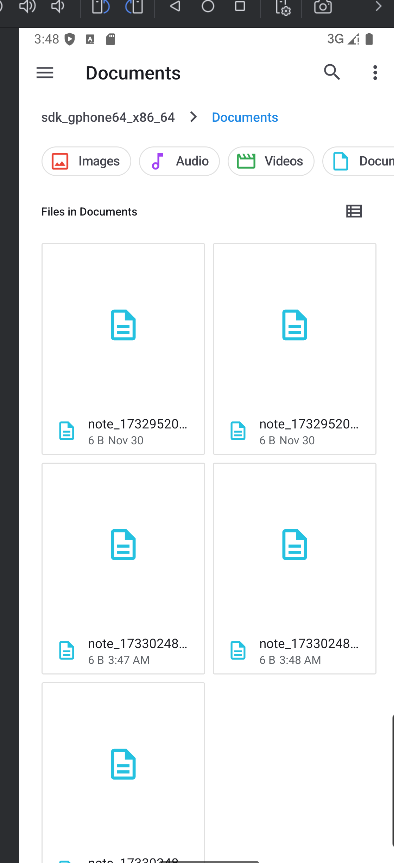 3:48 3G
Documents
sdk_gphone64_x86_64 > Documents
Images Audio Videos Docun
Files in Documents
note_17329520... note_17329520...
6 B Nov 30 6 B Nov 30
note_17330248... note_17330248...
6 B 3:47 AM 6 B 3:48 AM
note_17330248...